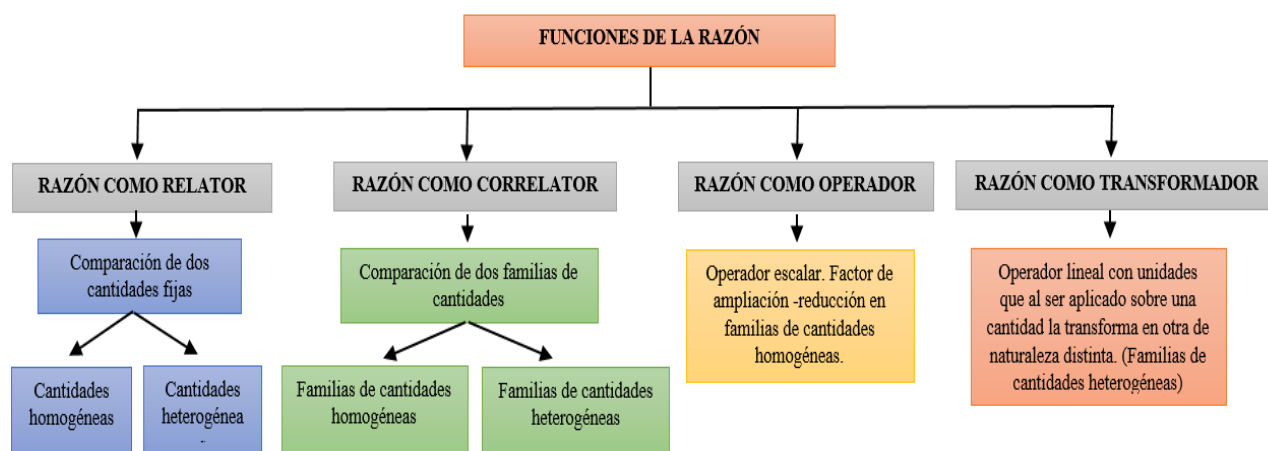 FUNCIONES DE LA RAZÓN
RAZÓN COMO RELATOR
Comparación de dos
cantidades fijas
Cantidades
homogéneas
Cantidades
heterogénea
RAZÓN COMO CORRELATOR
Comparación de dos familias de
cantidades
Familias de cantidades
homogéneas
Familias de cantidades
heterogéneas
RAZÓN COMO OPERADOR
Operador escalar. Factor de
ampliación -reducción en
familias de cantidades
homogéneas.
RAZÓN COMO TRANSFORMADOR
Operador lineal con unidades
que al ser aplicado sobre una
cantidad la transforma en otra de
naturaleza distinta. (Familias de
cantidades heterogéneas)